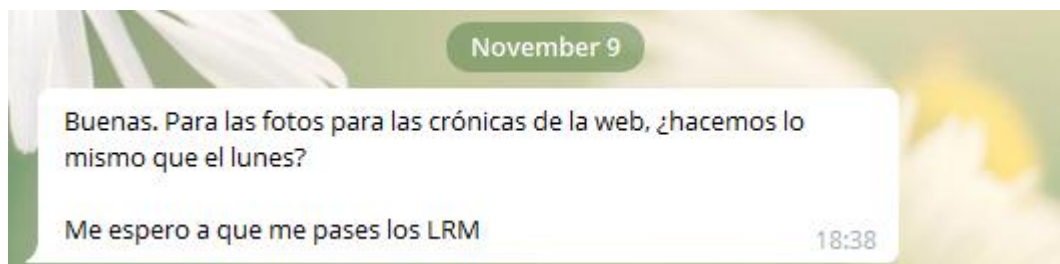 November 9
Buenas. Para las fotos para las crónicas de la web, ¿hacemos lo
mismo que el lunes?
Me espero a que me pases los LRM
18:38